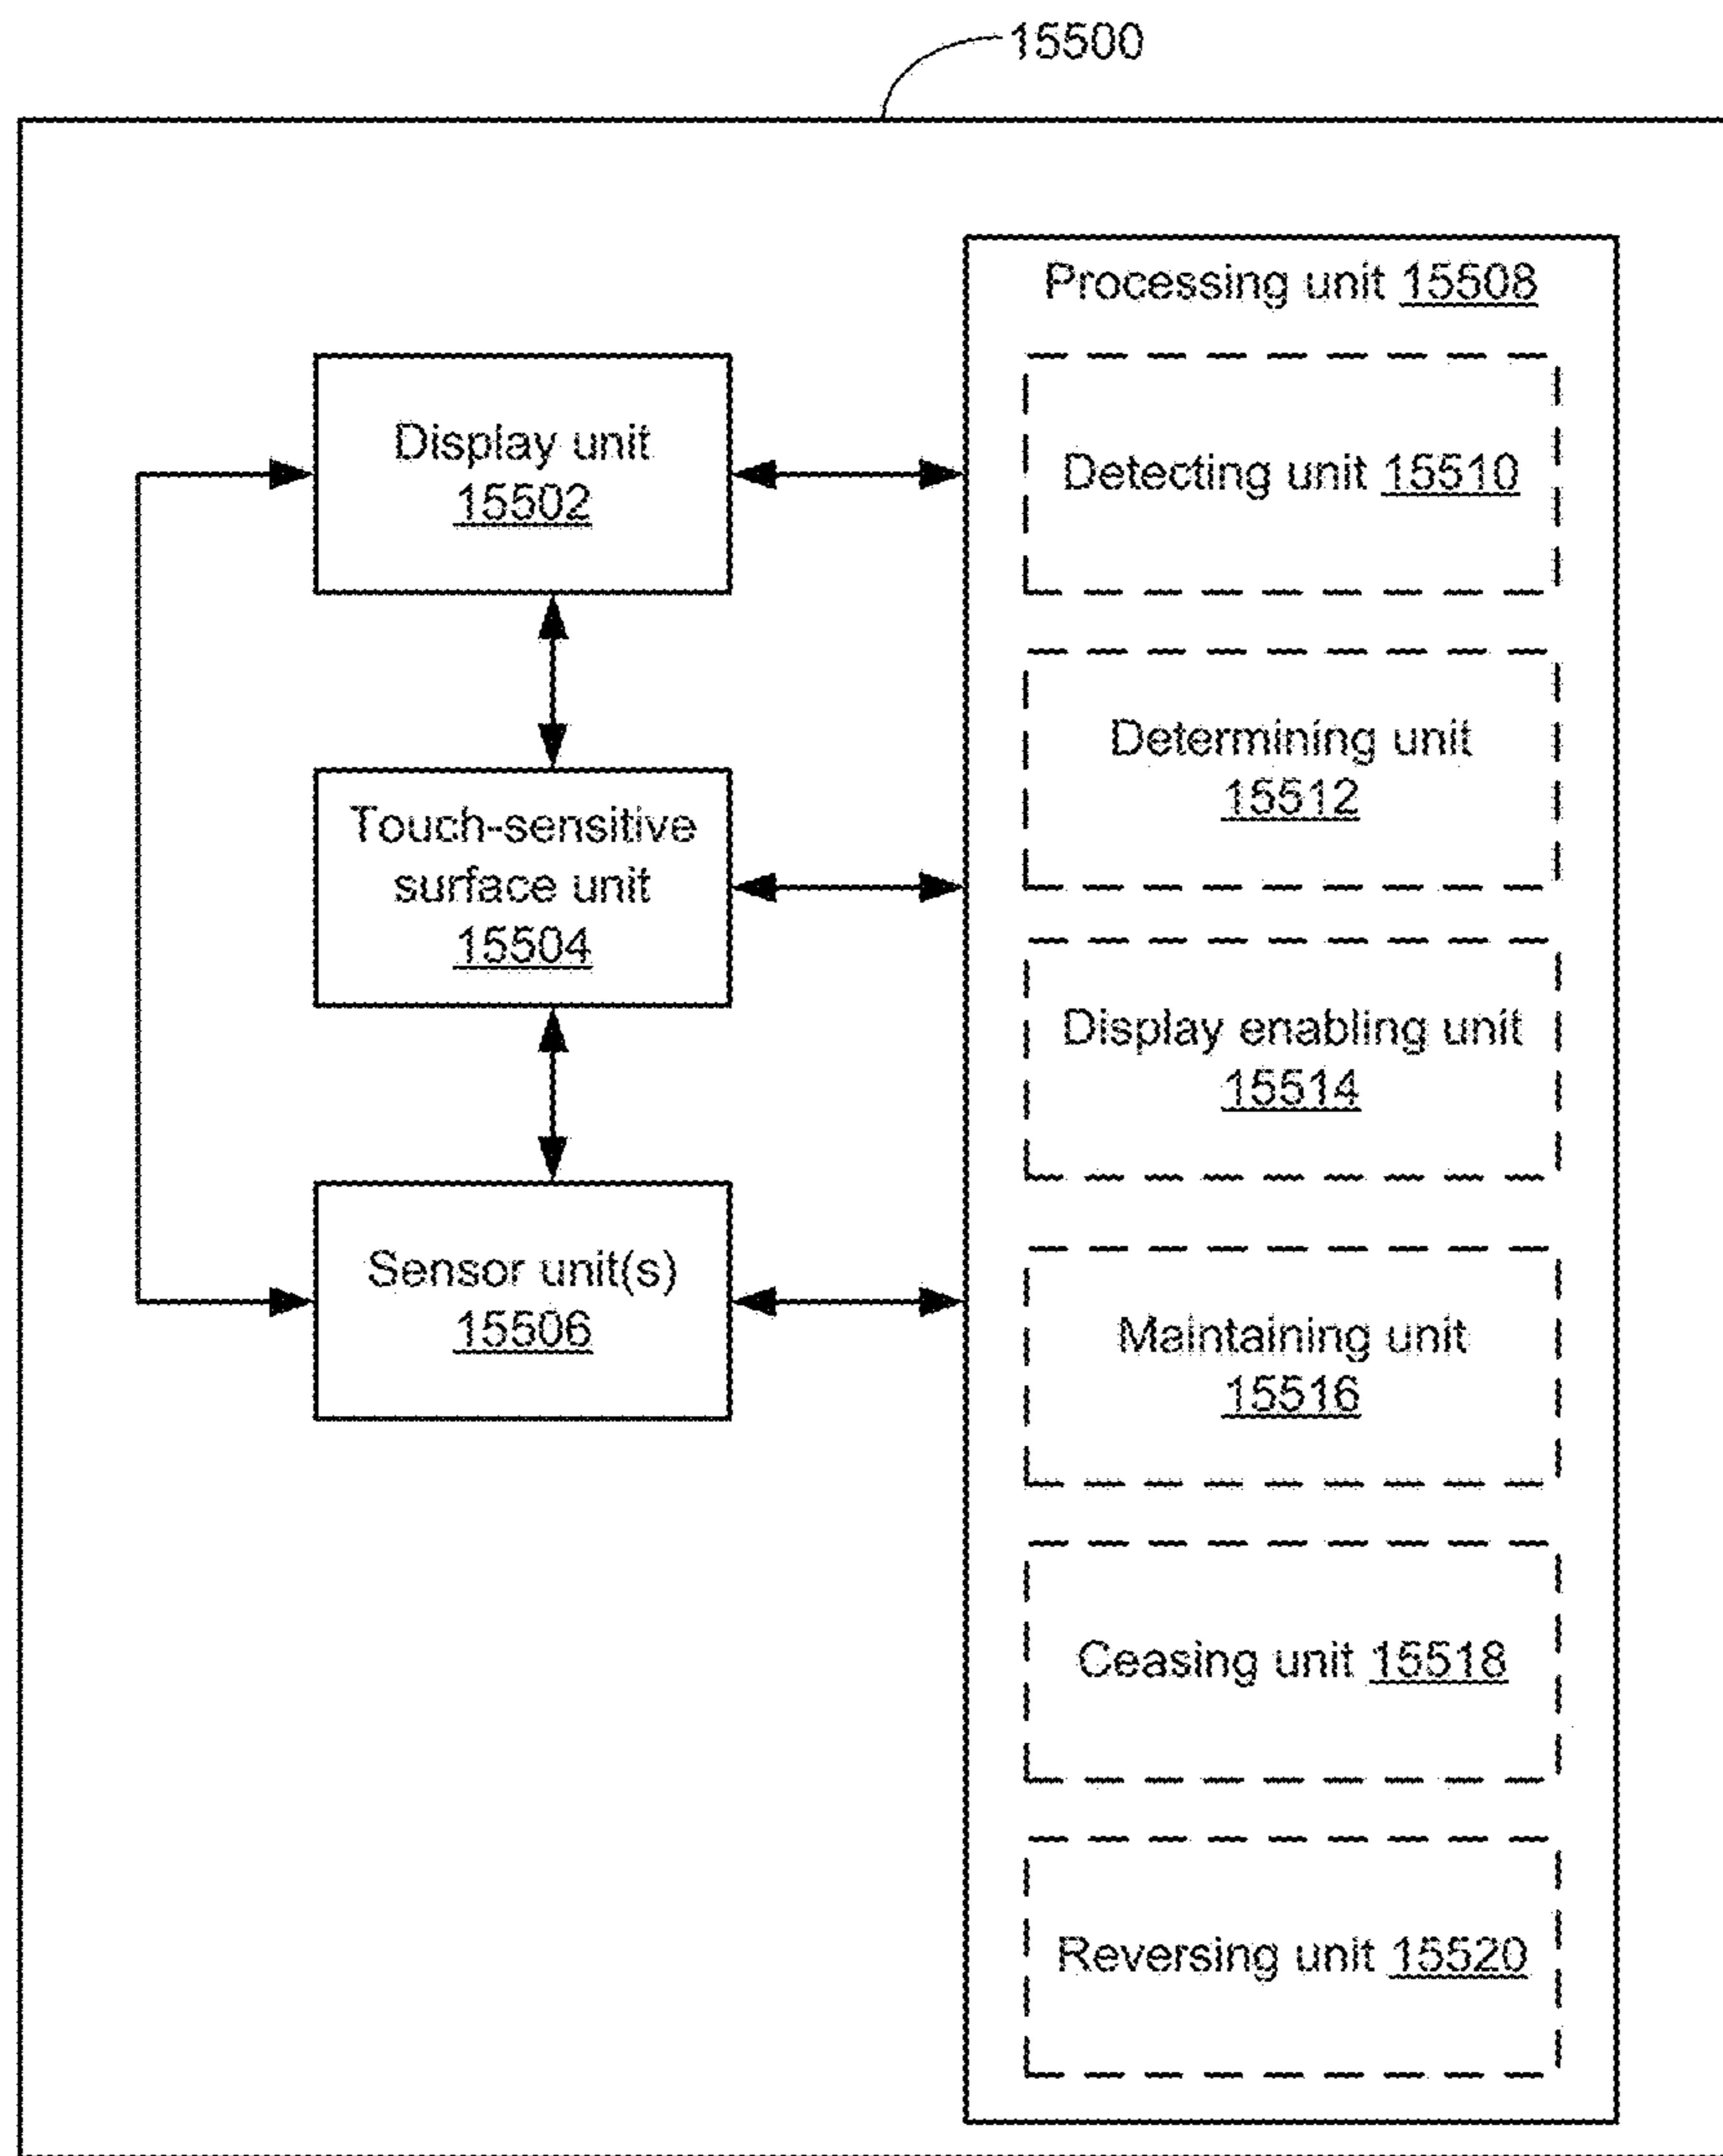 15500
Processing unit 15508
Display unit
15502
Touch-sensitive
surface unit
15504
Sensor unit(s)
15506
Detecting unit 15510
Determining unit
15512
Display enabling unit
15514
Maintaining unit
15516
Ceasing unit 15518
Reversing unit 15520